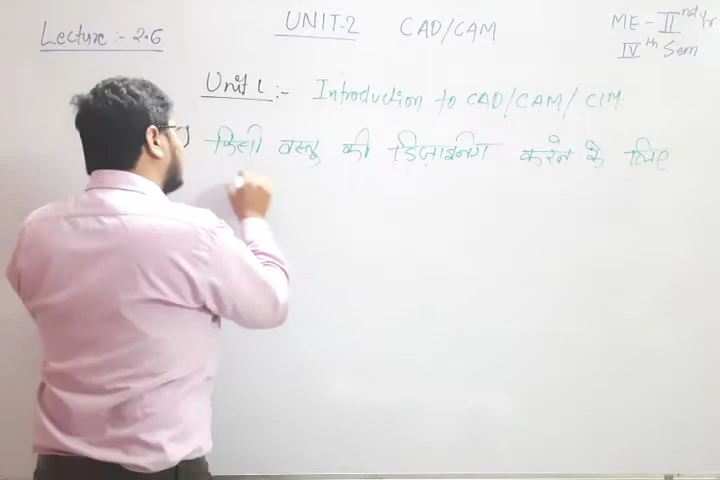 Lecture :- 2.6 UNIT-2 CAD/CAM ME - II nd Yr
IV th Sem
Unit 1 :- Introduction to CAD/CAM/CIM
किसी वस्तु की डिज़ाइनिंग करने के लिए